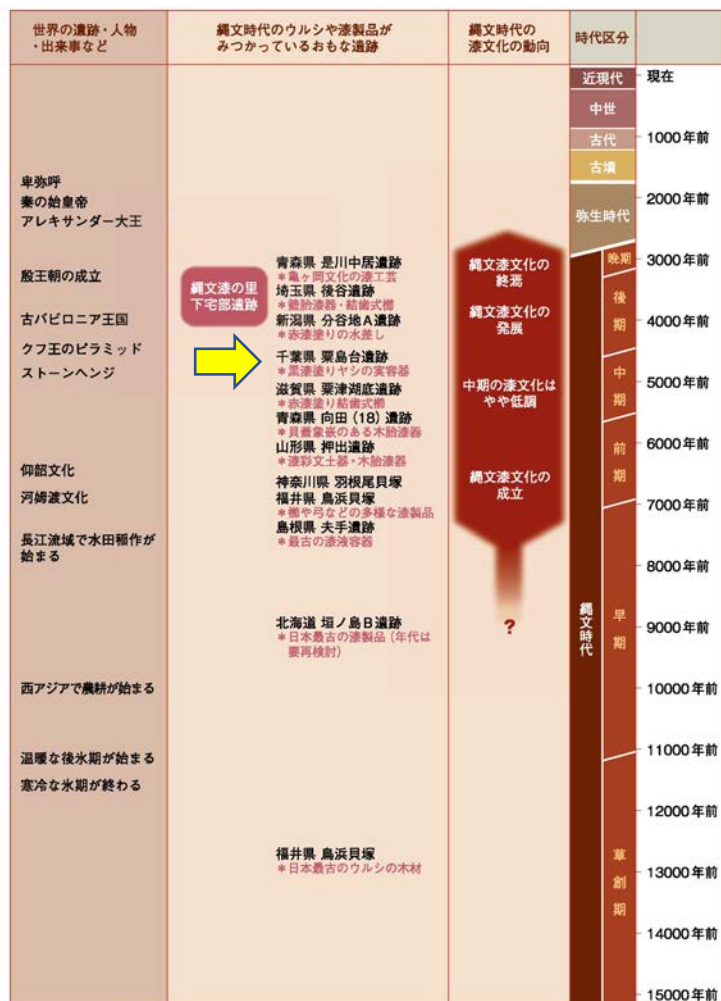 世界の遺跡・人物
・出来事など
縄文時代のウルシや漆製品が
みつかっているおもな遺跡
縄文時代の
漆文化の動向
時代区分
卑弥呼
秦の始皇帝
アレキサンダー大王
殷王朝の成立
古バビロニア王国
クフ王のピラミッド
ストーンヘンジ
仰韶文化
河姆渡文化
長江流域で水田稲作が
始まる
西アジアで農耕が始まる
温暖な後氷期が始まる
寒冷な氷期が終わる
縄文漆の里
下宅部遺跡
青森県 是川中居遺跡
*亀ヶ岡文化の漆工芸
埼玉県 後谷遺跡
*籃胎漆器・結歯式櫛
新潟県 分谷地A遺跡
*赤漆塗りの水差し
千葉県 粟島台遺跡
*黒漆塗りヤシの実容器
滋賀県 粟津湖底遺跡
*赤漆塗り結歯式櫛
青森県 向田(18)遺跡
*貝蓋象嵌のある木胎漆器
山形県 押出遺跡
*漆彩文土器・木胎漆器
神奈川県 羽根尾貝塚
福井県 鳥浜貝塚
*櫛や弓などの多様な漆製品
島根県 夫手遺跡
*最古の漆液容器
北海道 垣ノ島B遺跡
*日本最古の漆製品(年代は
要再検討)
福井県 鳥浜貝塚
*日本最古のウルシの木材
縄文漆文化の
終焉
縄文漆文化の
発展
中期の漆文化は
やや低調
縄文漆文化の
成立
?
近現代
中世
古代
古墳
弥生時代
縄文時代
晩期
後期
中期
前期
早期
草創期
現在
1000年前
2000年前
3000年前
4000年前
5000年前
6000年前
7000年前
8000年前
9000年前
10000年前
11000年前
12000年前
13000年前
14000年前
15000年前